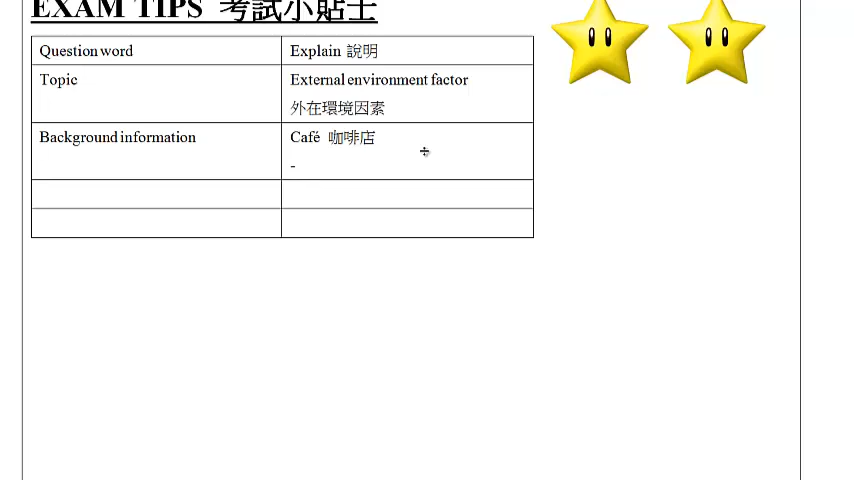 EXAM TIPS 考試小貼士
Question word
Explain 說明
Topic
External environment factor
外在環境因素
Background information
Café 咖啡店
-